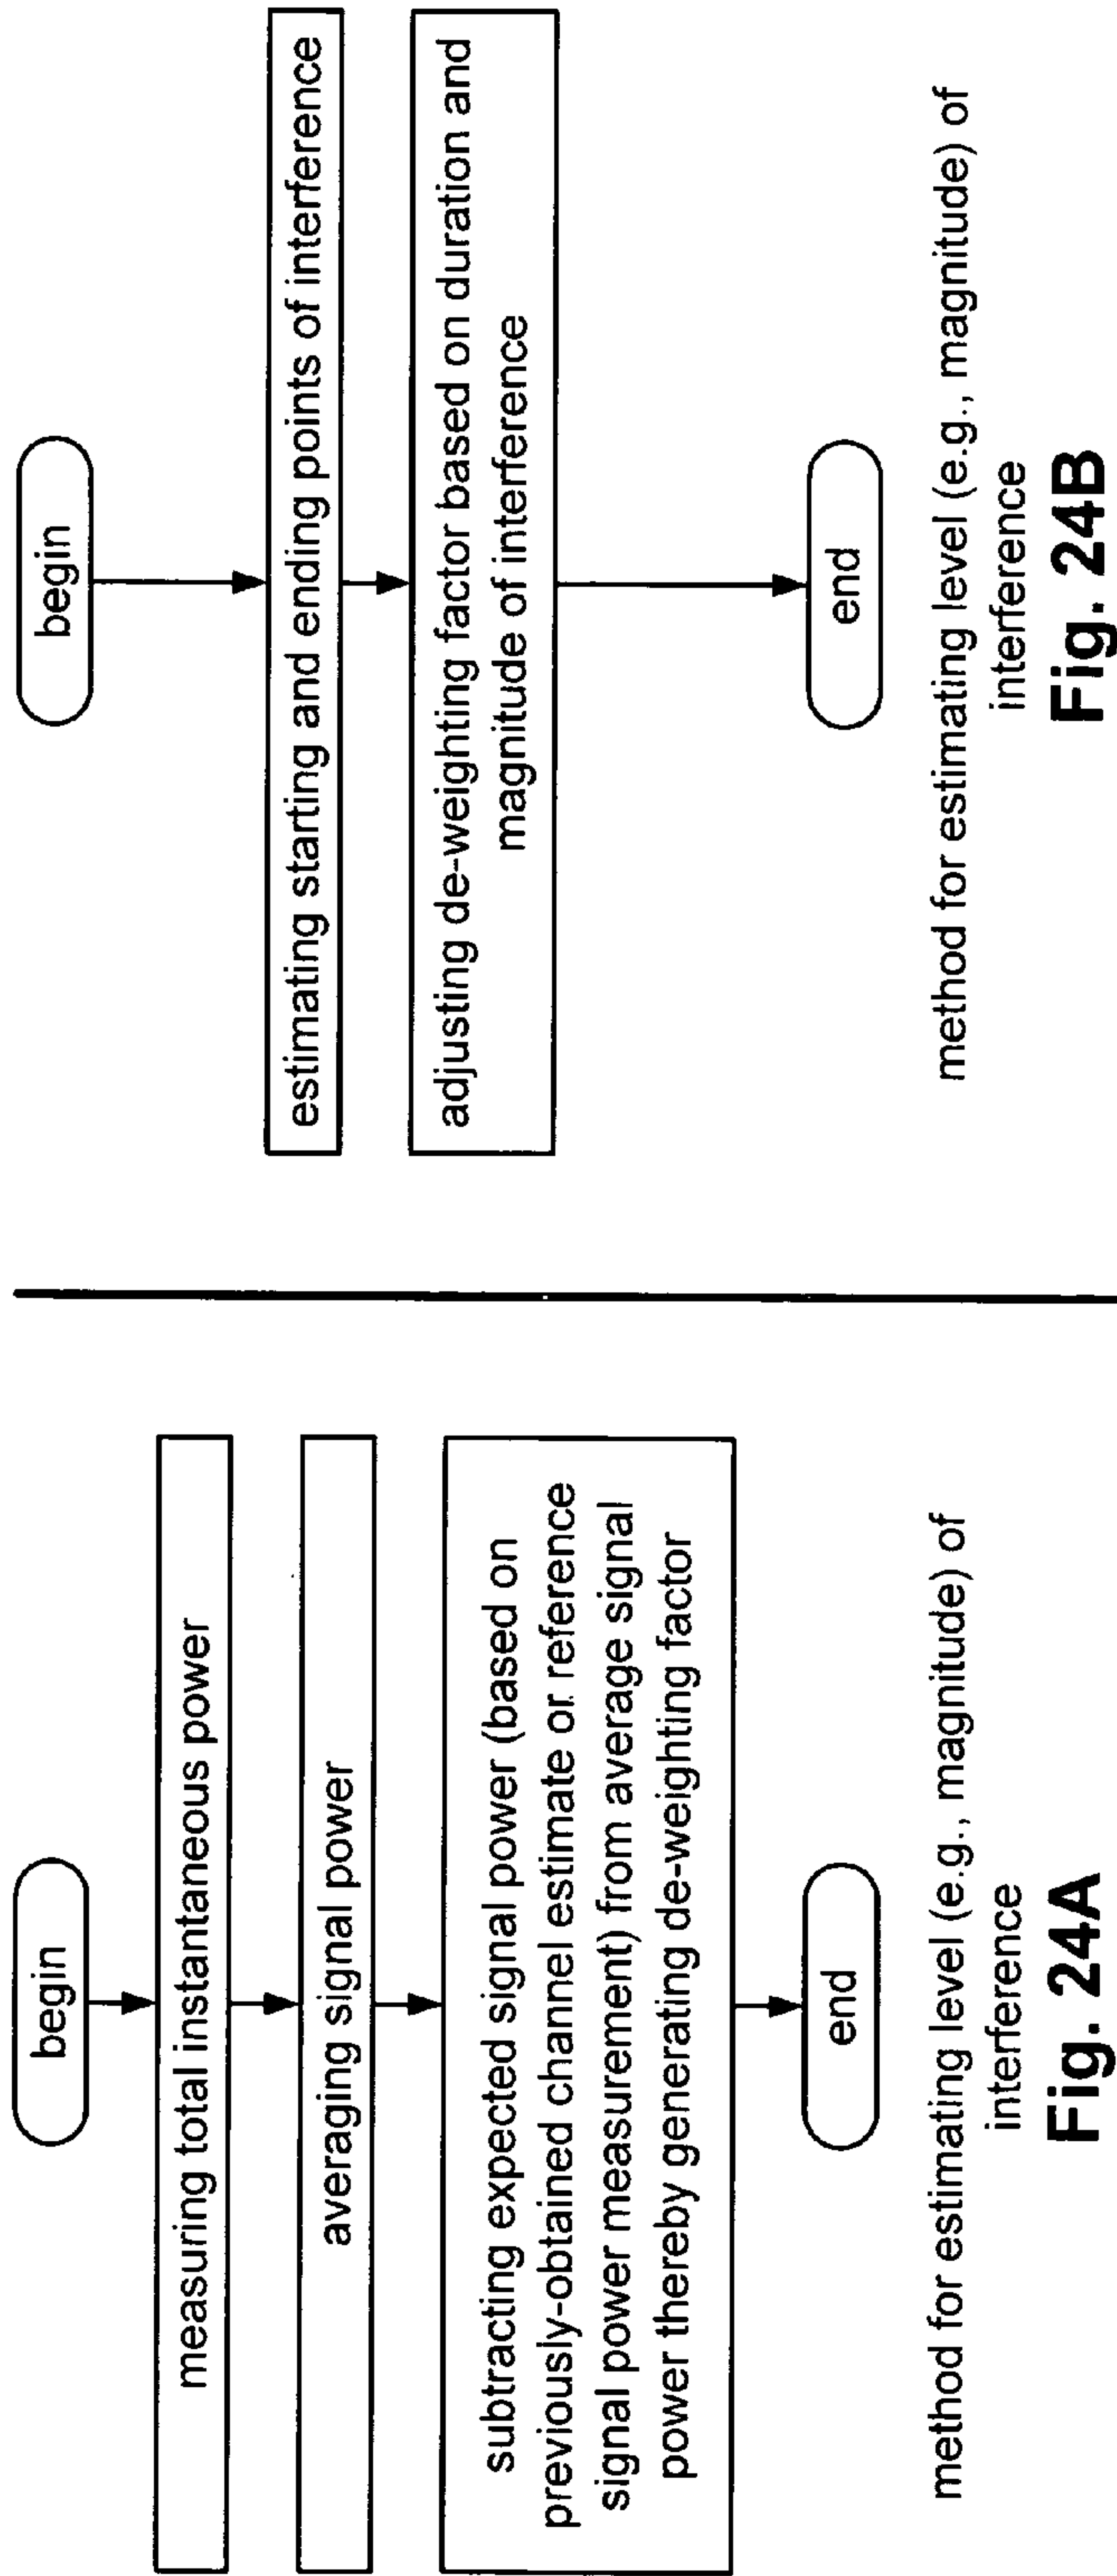 begin
measuring total instantaneous power
averaging signal power
subtracting expected signal power (based on
previously-obtained channel estimate or reference
signal power measurement) from average signal
power thereby generating de-weighting factor
end
method for estimating level (e.g., magnitude) of
interference
Fig. 24A
begin
estimating starting and ending points of interference
adjusting de-weighting factor based on duration and
magnitude of interference
end
method for estimating level (e.g., magnitude) of
interference
Fig. 24B